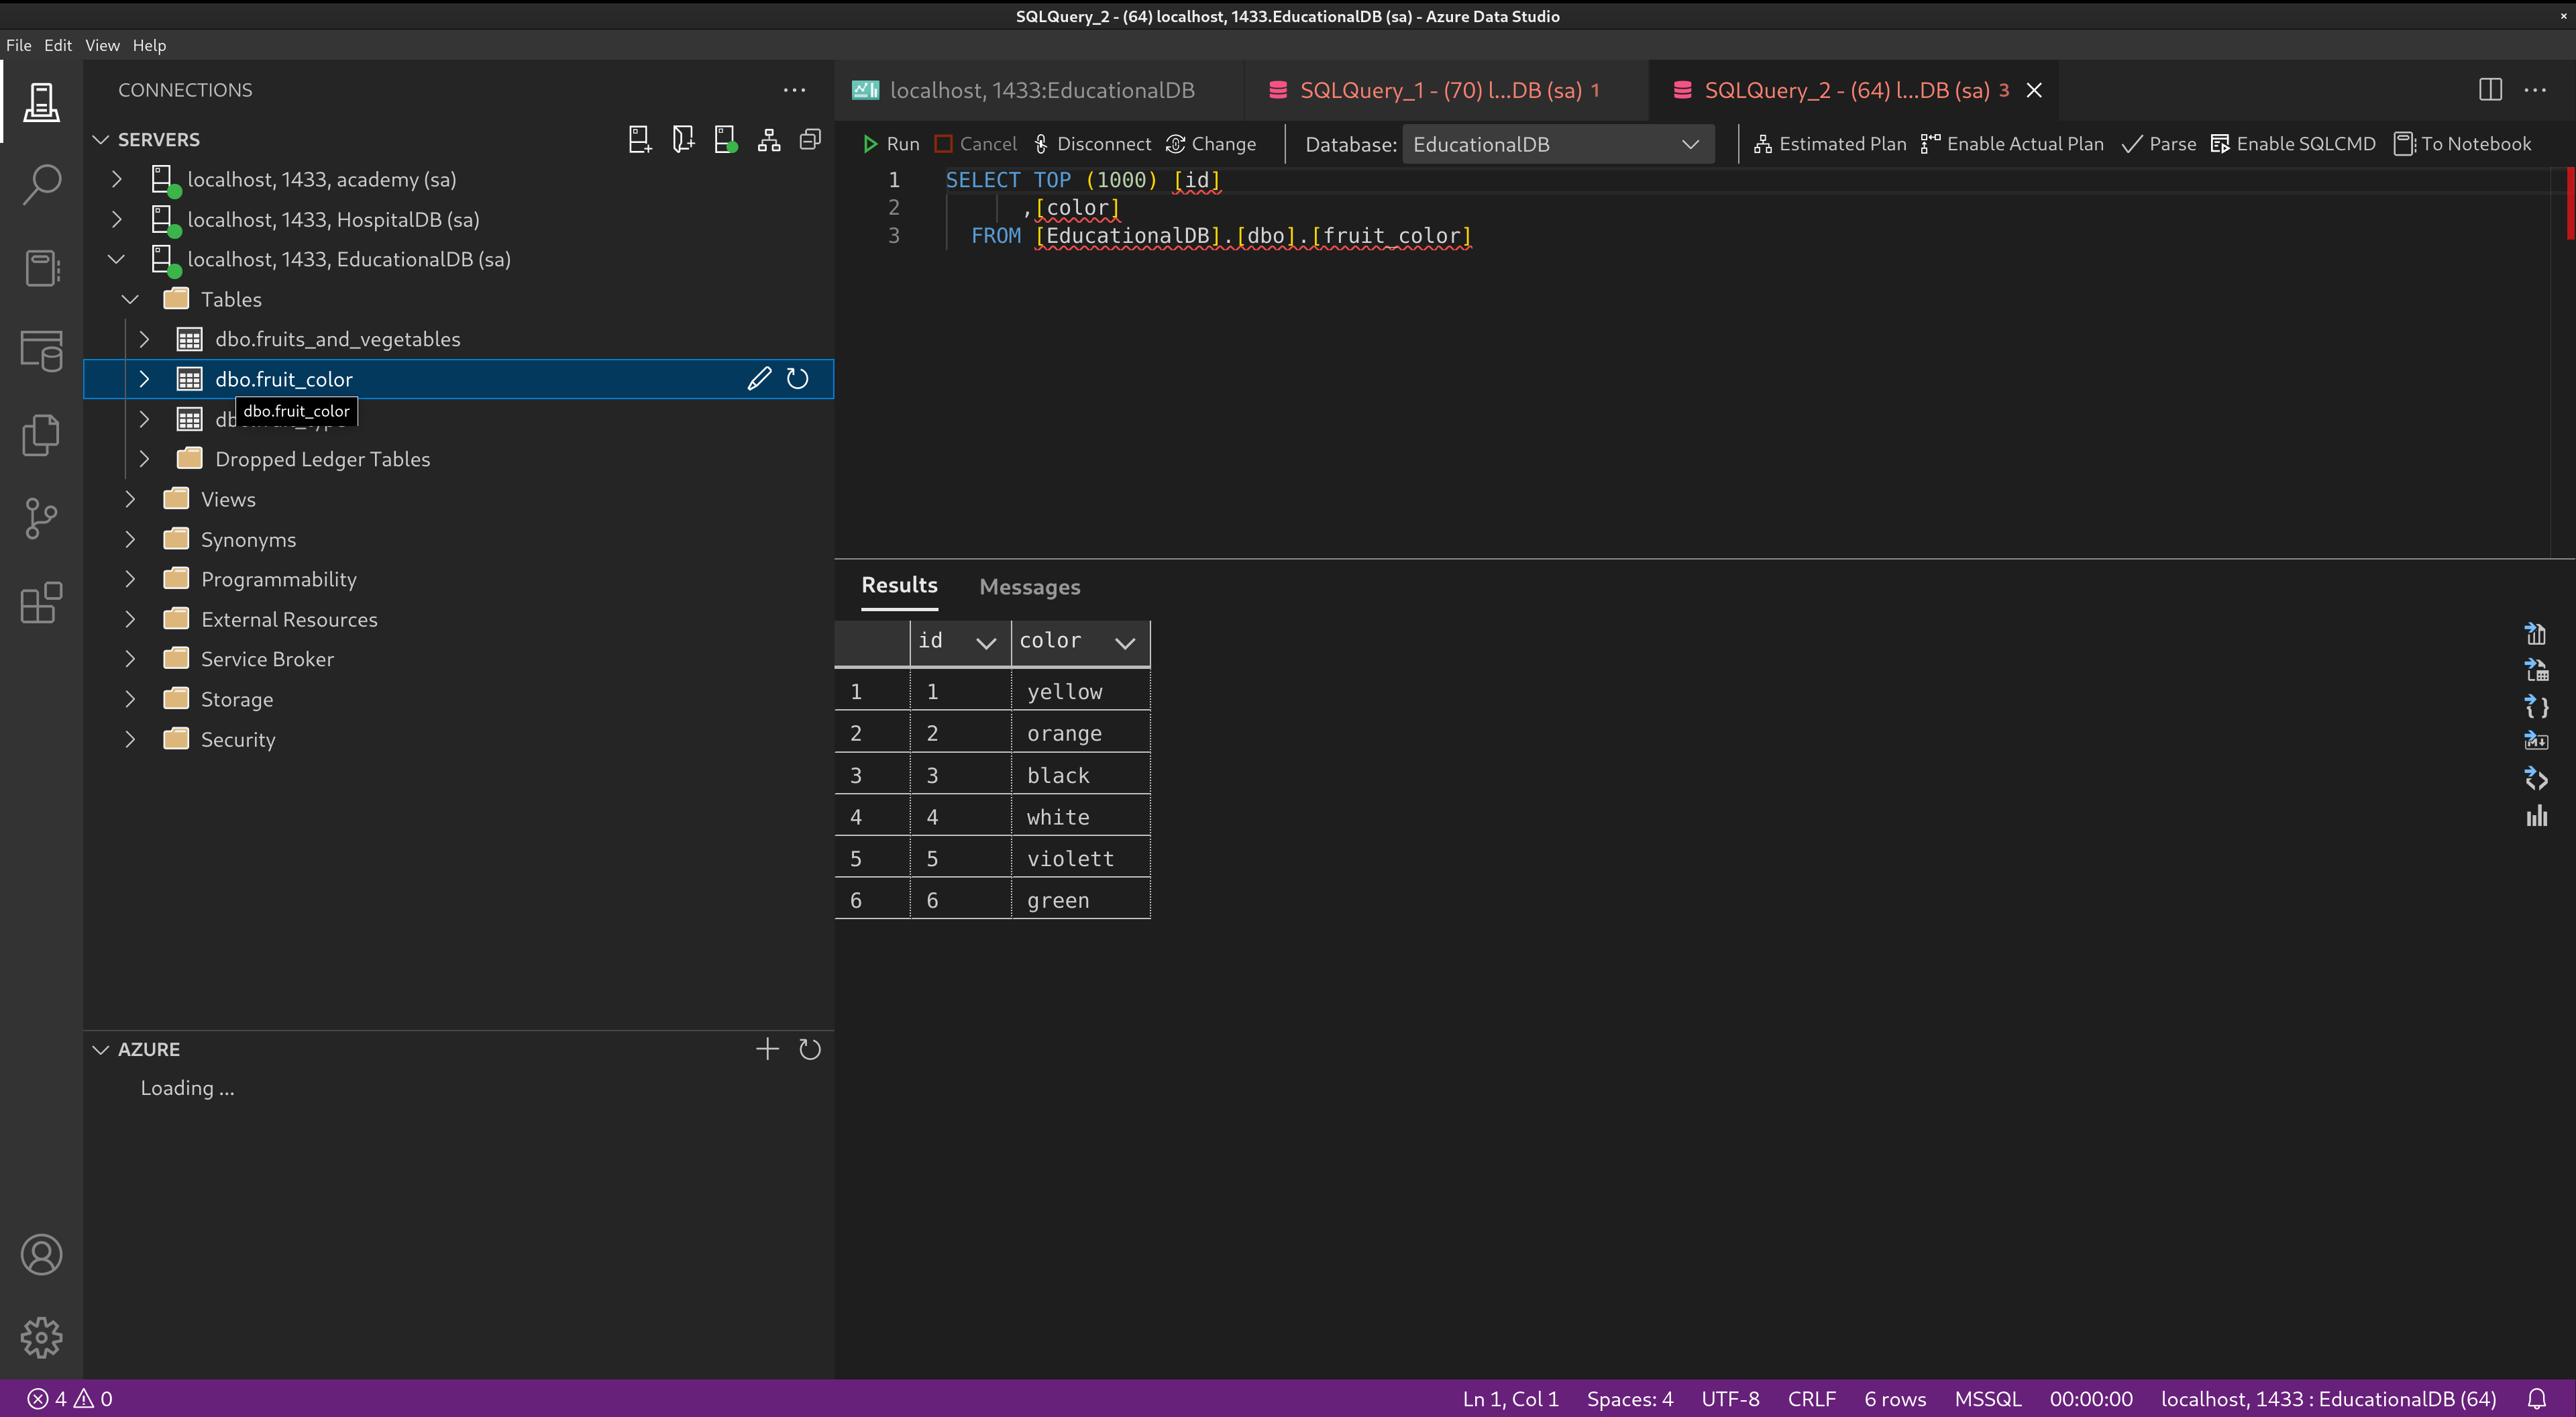 SQLQuery_2 - (64) localhost, 1433.EducationalDB (sa) - Azure Data Studio
File Edit View Help
CONNECTIONS
SERVERS
localhost, 1433, academy (sa)
localhost, 1433, HospitalDB (sa)
localhost, 1433, EducationalDB (sa)
Tables
dbo.fruits_and_vegetables
dbo.fruit_color
dbo.fruit_color
Dropped Ledger Tables
Views
Synonyms
Programmability
External Resources
Service Broker
Storage
Security
AZURE
Loading ...
localhost, 1433:EducationalDB
SQLQuery_1 - (70) l...DB (sa) 1
SQLQuery_2 - (64) l...DB (sa) 3
Run Cancel Disconnect Change Database: EducationalDB Estimated Plan Enable Actual Plan Parse Enable SQLCMD To Notebook
1 SELECT TOP (1000) [id]
2 ,[color]
3 FROM [EducationalDB].[dbo].[fruit_color]
Results Messages
id color
1 1 yellow
2 2 orange
3 3 black
4 4 white
5 5 violett
6 6 green
4 0 Ln 1, Col 1 Spaces: 4 UTF-8 CRLF 6 rows MSSQL 00:00:00 localhost, 1433 : EducationalDB (64)